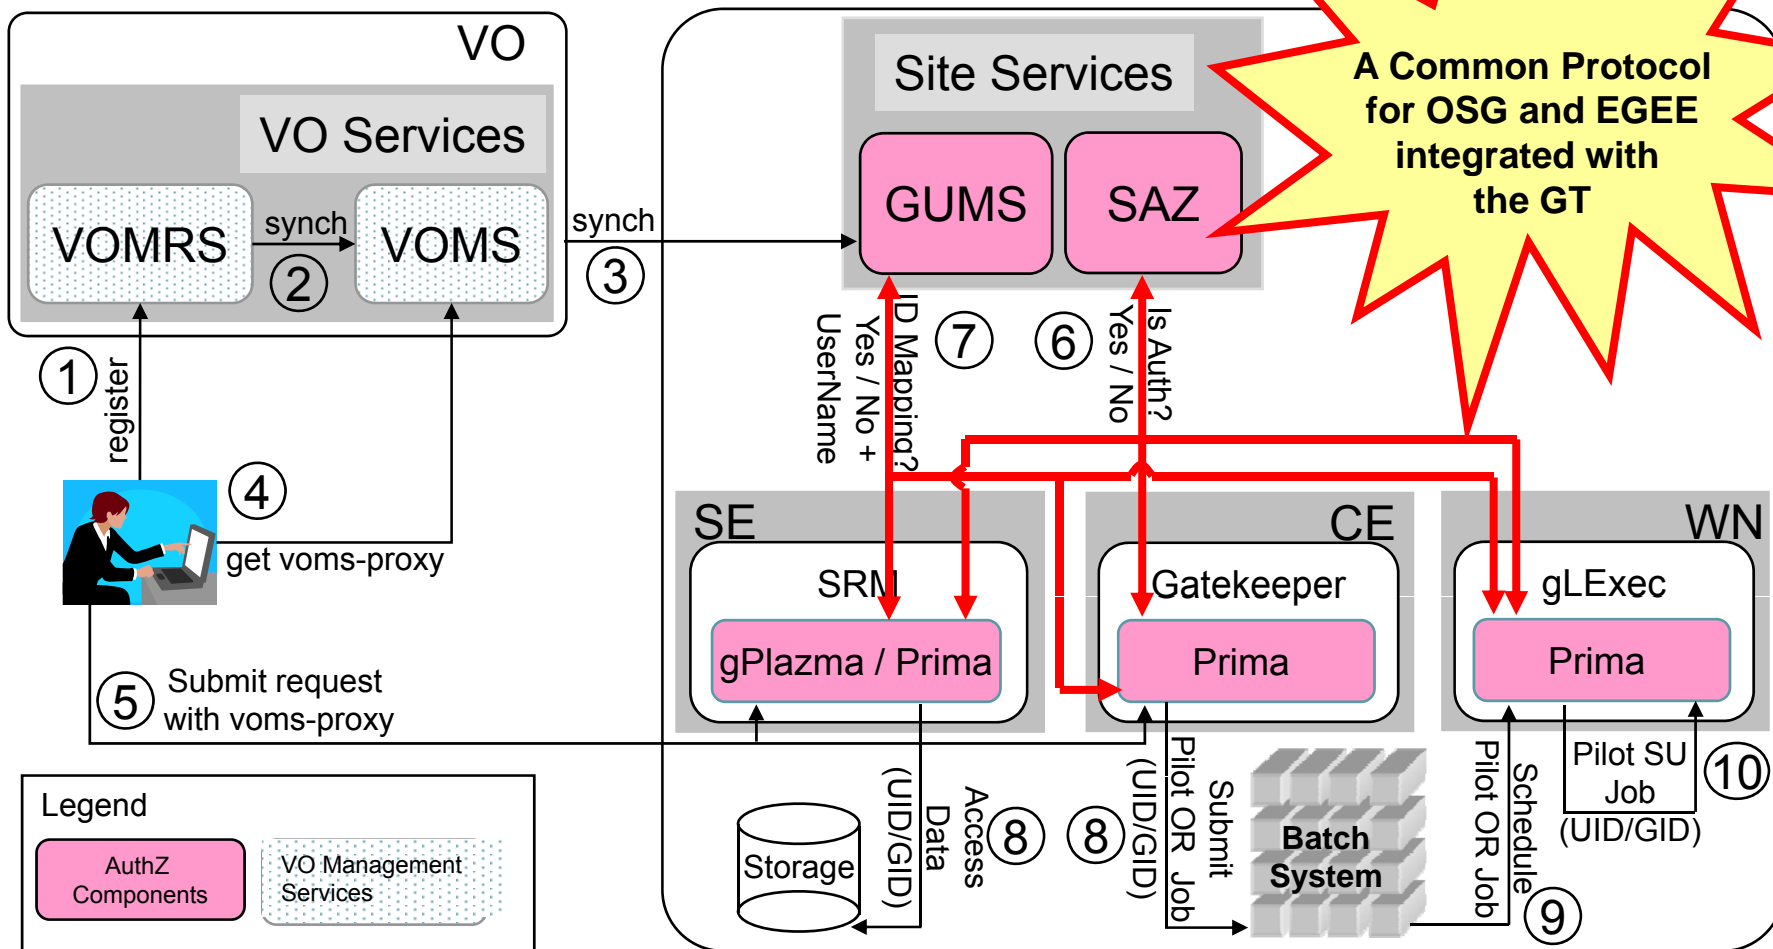 VO
VO Services
VOMRS
synch
2
VOMS
synch
3
1
register
4
get voms-proxy
5
Submit request
with voms-proxy
Site Services
GUMS
SAZ
A Common Protocol
for OSG and EGEE
integrated with
the GT
ID Mapping?
Yes / No +
UserName
7
6
Is Auth?
Yes / No
SE
SRM
gPlazma / Prima
CE
Gatekeeper
Prima
WN
gLExec
Prima
Storage
Access
Data
(UID/GID)
8
8
Submit
Pilot OR Job
(UID/GID)
Batch
System
Schedule
Pilot OR Job
9
Pilot SU
Job
(UID/GID)
10
Legend
AuthZ
Components
VO Management
Services